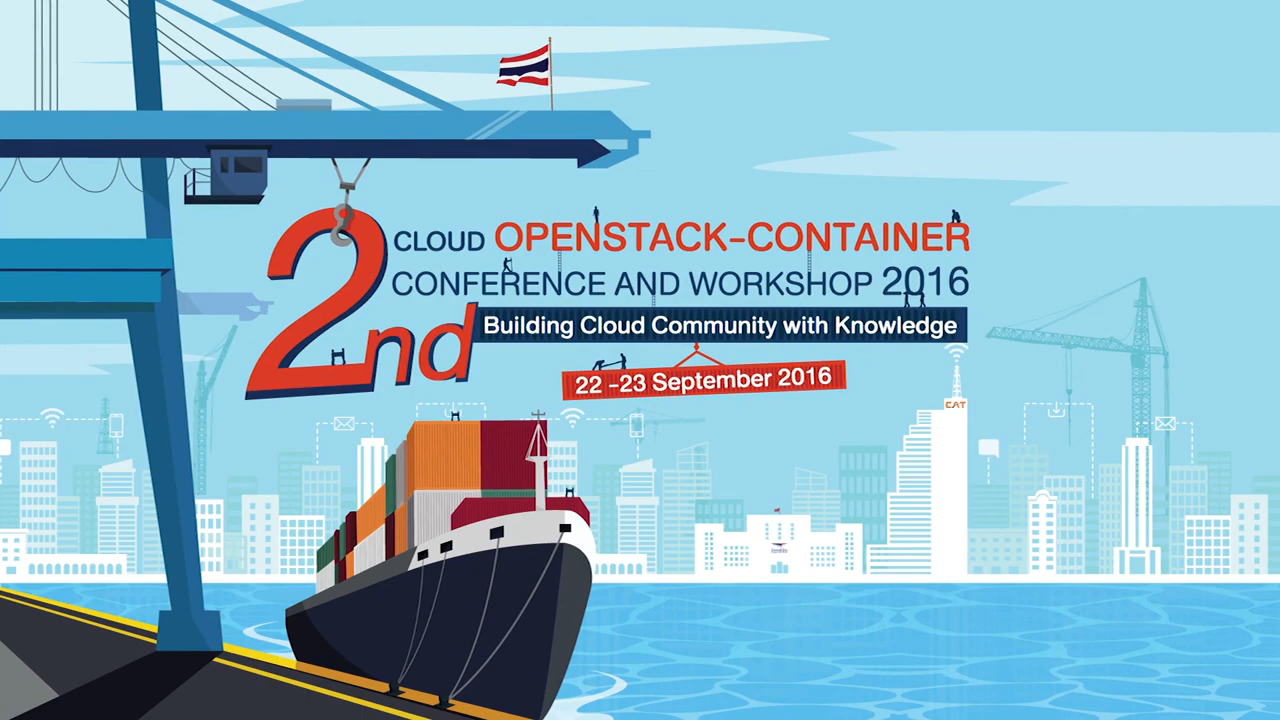 2nd
CLOUD OPENSTACK-CONTAINER
CONFERENCE AND WORKSHOP 2016
Building Cloud Community with Knowledge
22 -23 September 2016
CAT